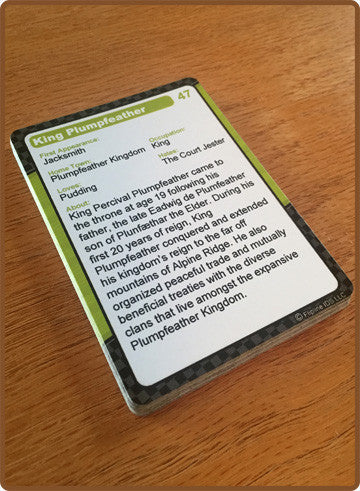 King Plumpfeather 47
First Appearance:
Jacksmith
Occupation:
King
Home Town:
Plumpfeather Kingdom
Hates:
The Court Jester
Loves:
Pudding
About:
King Percival Plumpfeather came to
the throne at age 19 following his
father, the late Eadwig de Plumfeather
son of Plunfæthar the Elder. During his
first 20 years of reign, King
Plumpfeather conquered and extended
his kingdom's reign to the far off
mountains of Alpine Ridge. He also
organized peaceful trade and mutually
beneficial treaties with the diverse
clans that live amongst the expansive
Plumpfeather Kingdom.
© Flipline IDS LLC